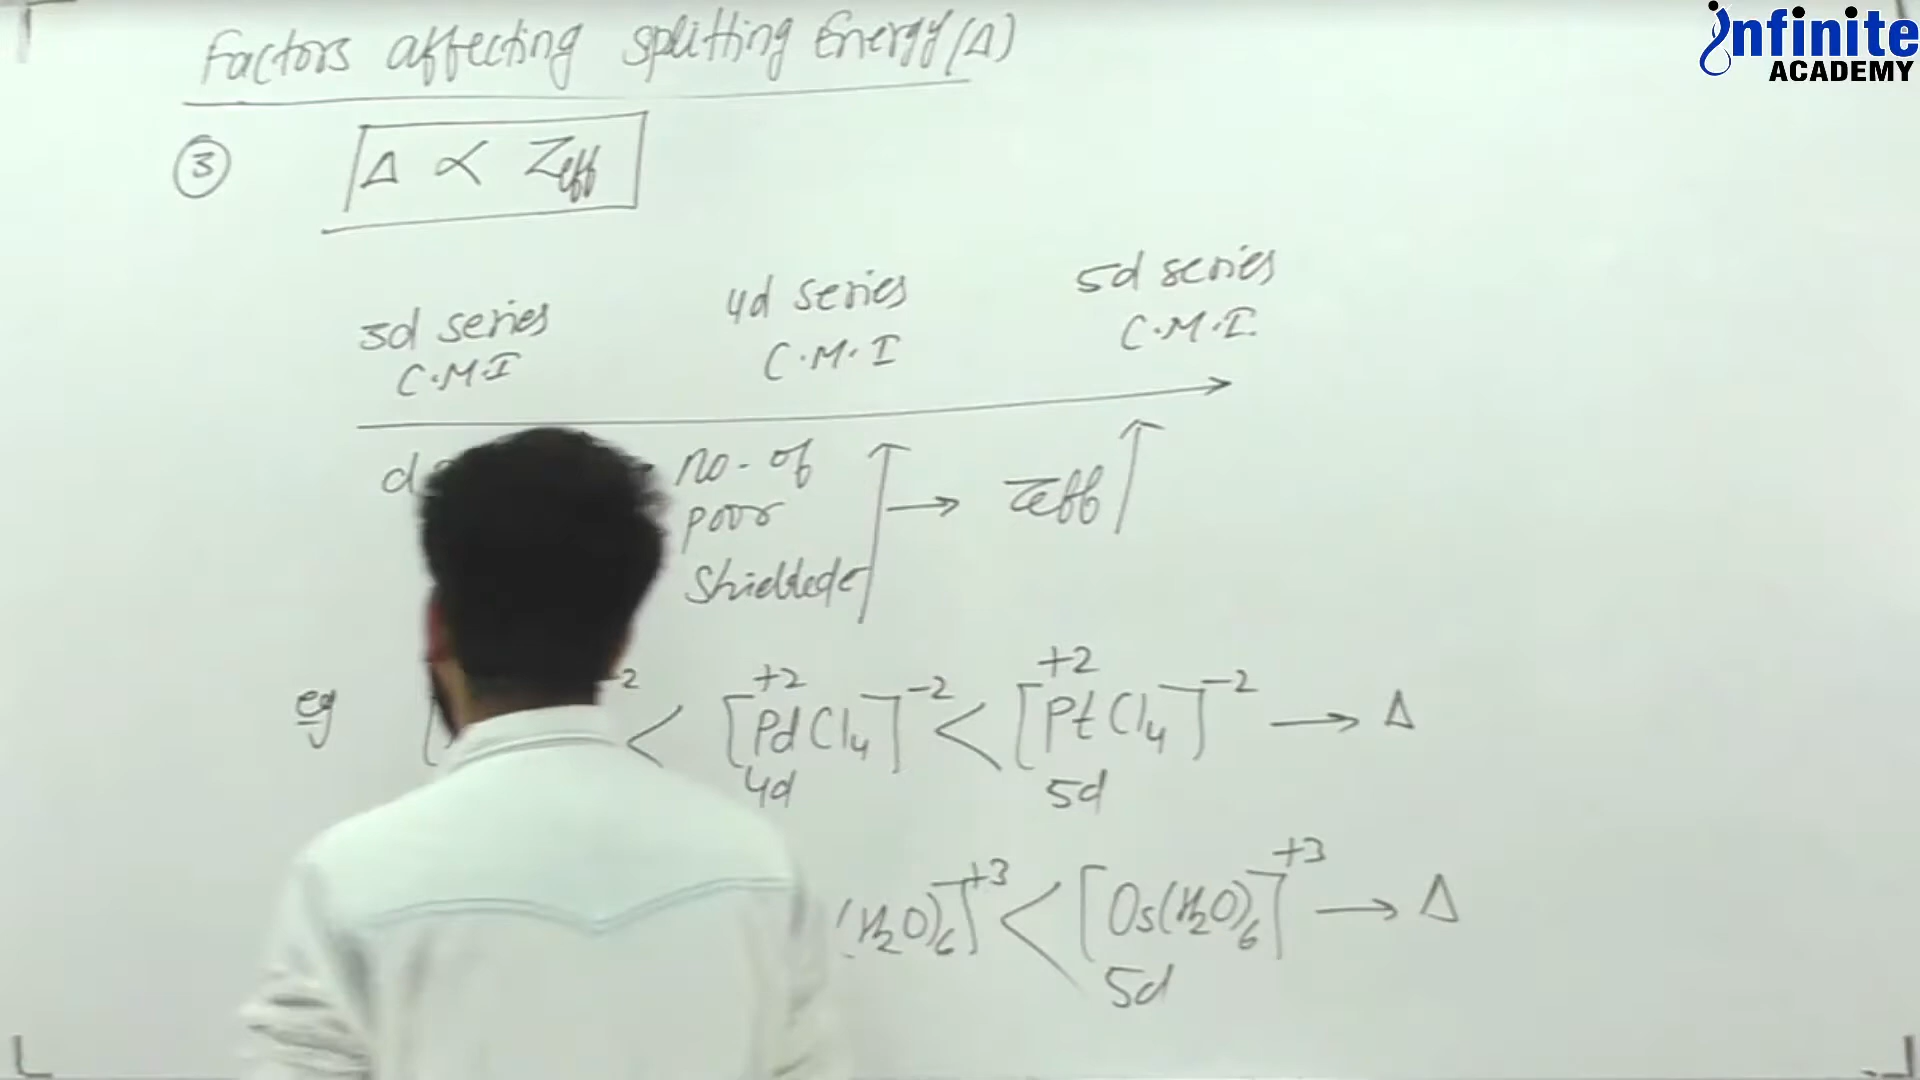 infinite
ACADEMY
Factors affecting splitting Energy (Δ)
③ Δ ∝ Zeff
3d series 4d series 5d series
C.M.I C.M.I C.M.I.
no. of → Zeff ↑
poor
Shielded e
eg -2 < [PdCl4]-2 < [PtCl4]-2 → Δ
+2 +2
4d 5d
(H2O)6]+3 < [Os(H2O)6]+3 → Δ
5d